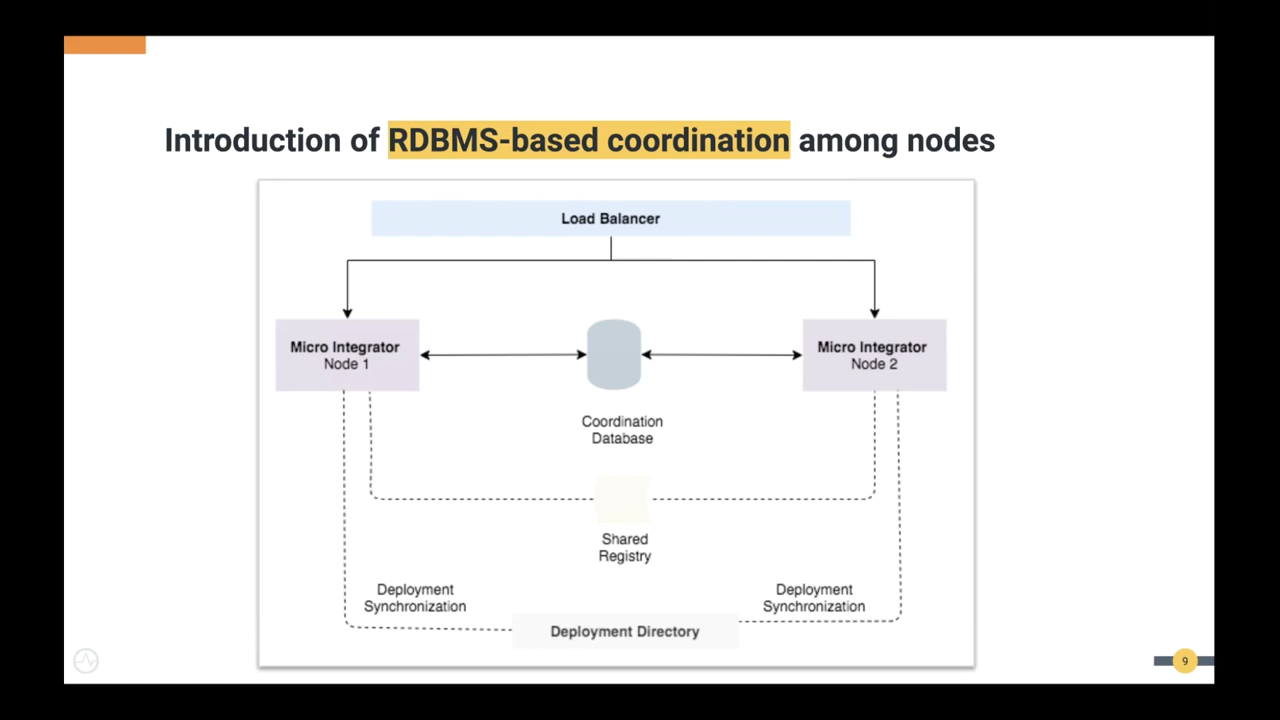 Introduction of RDBMS-based coordination among nodes
Load Balancer
Micro Integrator
Node 1
Micro Integrator
Node 2
Coordination
Database
Shared
Registry
Deployment
Synchronization
Deployment
Synchronization
Deployment Directory
9